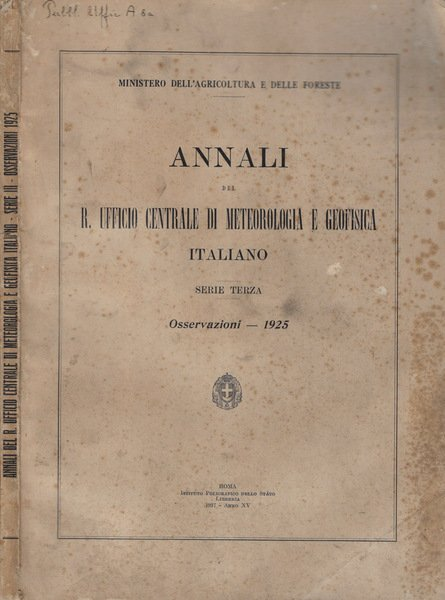 Pubbl. Uffic A 8a
MINISTERO DELL'AGRICOLTURA E DELLE FORESTE
ANNALI
DEL
R. UFFICIO CENTRALE DI METEOROLOGIA E GEOFISICA
ITALIANO
SERIE TERZA
Osservazioni — 1925
ROMA
ISTITUTO POLIGRAFICO DELLO STATO
LIBRERIA
1937 - ANNO XV
ANNALI DEL R. UFFICIO CENTRALE DI METEOROLOGIA E GEOFISICA ITALIANO - SERIE III - OSSERVAZIONI 1925